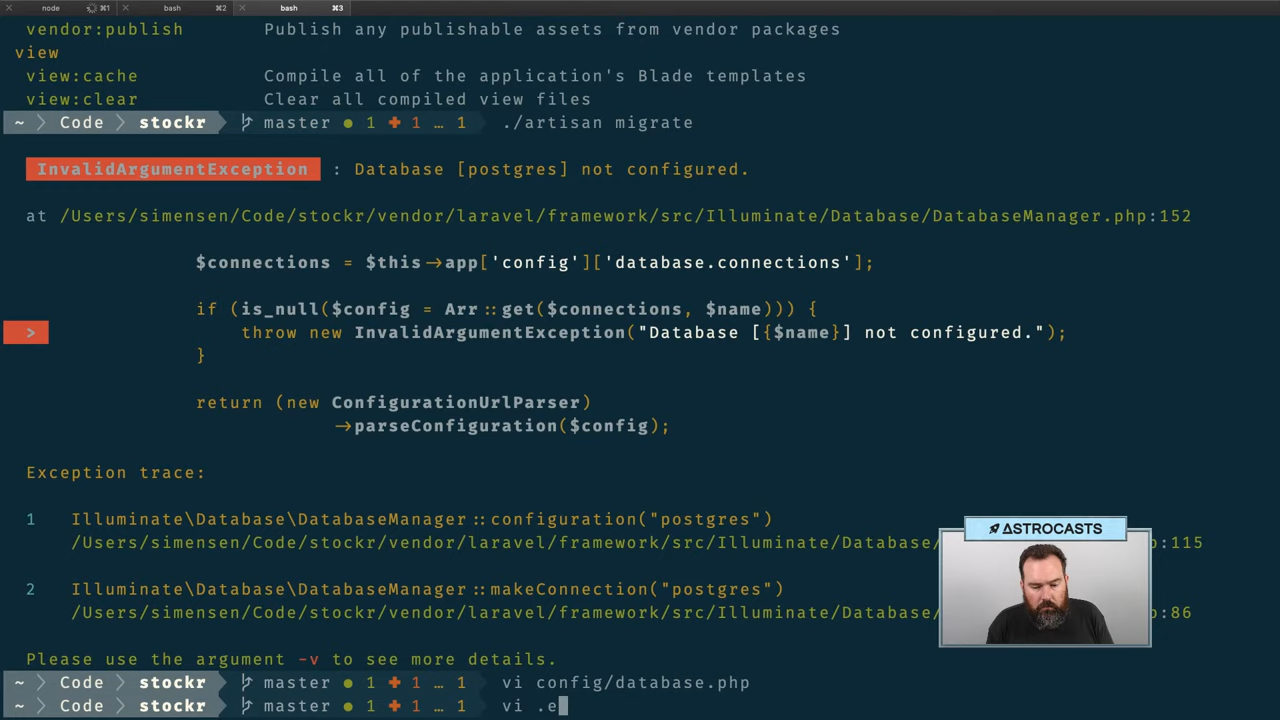 node ⌘1 bash ⌘2 bash ⌘3
vendor:publish Publish any publishable assets from vendor packages
view
view:cache Compile all of the application's Blade templates
view:clear Clear all compiled view files
~ Code stockr master ● 1 ✚ 1 … 1 ./artisan migrate
InvalidArgumentException : Database [postgres] not configured.
at /Users/simensen/Code/stockr/vendor/laravel/framework/src/Illuminate/Database/DatabaseManager.php:152
$connections = $this→app['config']['database.connections'];
if (is_null($config = Arr::get($connections, $name))) {
> throw new InvalidArgumentException("Database [{$name}] not configured.");
}
return (new ConfigurationUrlParser)
→parseConfiguration($config);
Exception trace:
1 Illuminate\Database\DatabaseManager::configuration("postgres")
/Users/simensen/Code/stockr/vendor/laravel/framework/src/Illuminate/Database/ p:115
2 Illuminate\Database\DatabaseManager::makeConnection("postgres")
/Users/simensen/Code/stockr/vendor/laravel/framework/src/Illuminate/Database/ p:86
ASTROCASTS
Please use the argument -v to see more details.
~ Code stockr master ● 1 ✚ 1 … 1 vi config/database.php
~ Code stockr master ● 1 ✚ 1 … 1 vi .e